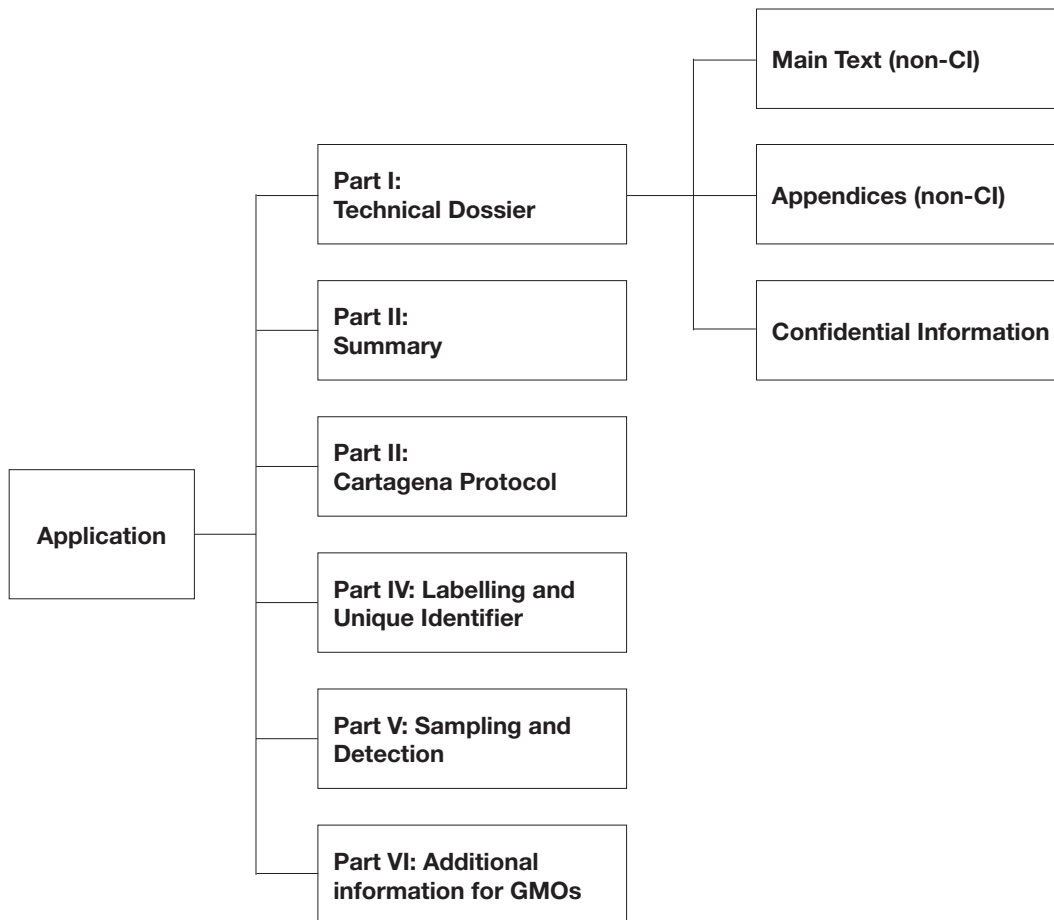 Main Text (non-CI)
Part I:
Technical Dossier
Appendices (non-CI)
Part II:
Summary
Confidential Information
Part II:
Cartagena Protocol
Application
Part IV: Labelling and
Unique Identifier
Part V: Sampling and
Detection
Part VI: Additional
information for GMOs